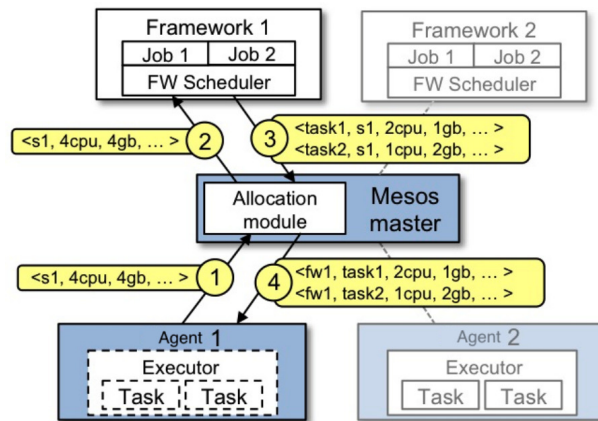 Framework 1
Job 1 Job 2
FW Scheduler
Framework 2
Job 1 Job 2
FW Scheduler
<s1, 4cpu, 4gb, … >
2
3
<task1, s1, 2cpu, 1gb, … >
<task2, s1, 1cpu, 2gb, … >
Allocation
module
Mesos
master
<s1, 4cpu, 4gb, … >
1
4
<fw1, task1, 2cpu, 1gb, … >
<fw1, task2, 1cpu, 2gb, … >
Agent 1
Executor
Task Task
Agent 2
Executor
Task Task